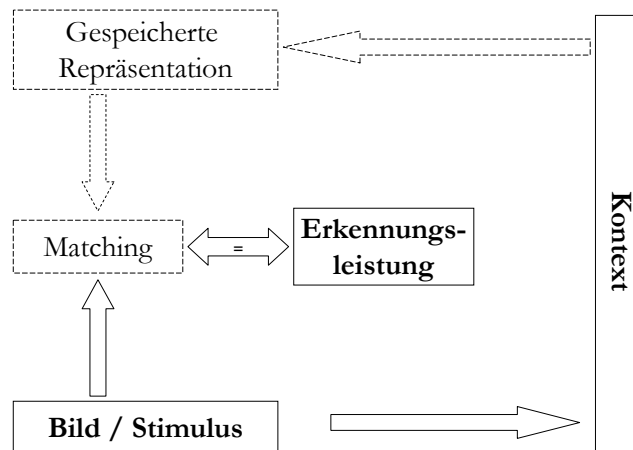 Gespeicherte
Repräsentation
Matching
=
Erkennungs-
leistung
Kontext
Bild / Stimulus